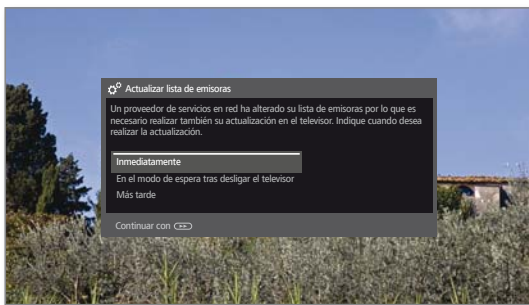 Actualizar lista de emisoras
Un proveedor de servicios en red ha alterado su lista de emisoras por lo que es
necesario realizar también su actualización en el televisor. Indique cuando desea
realizar la actualización.
Inmediatamente
En el modo de espera tras desligar el televisor
Más tarde
Continuar con